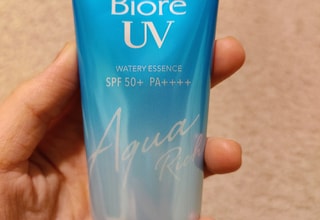 Bioré
UV
WATERY ESSENCE
SPF 50+ PA++++
Aqua
Rich